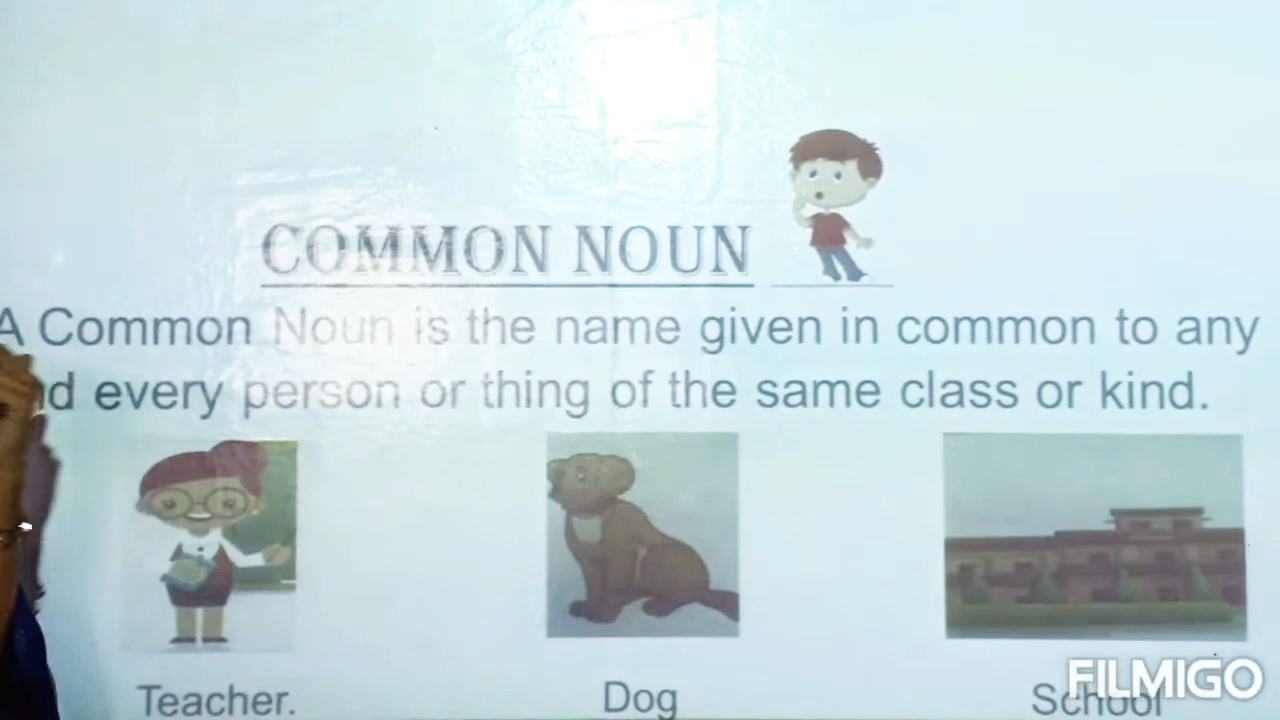 COMMON NOUN
A Common Noun is the name given in common to any
nd every person or thing of the same class or kind.
Teacher. Dog School
FILMIGO